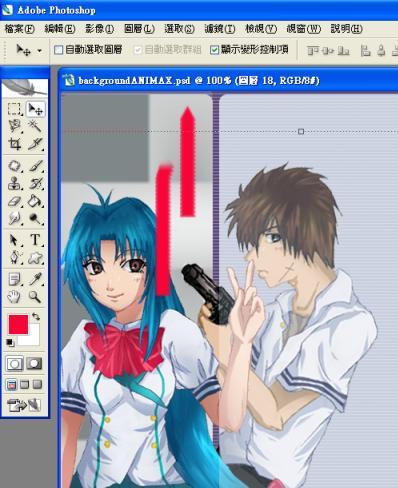 Adobe Photoshop
檔案(F) 編輯(E) 影像(I) 圖層(L) 選取(S) 濾鏡(T) 檢視(V) 視窗(W) 說明(H)
自動選取圖層 自動選取群組 顯示變形控制項
backgroundANIMAX.psd @ 100% (圖層 18, RGB/8#)
T